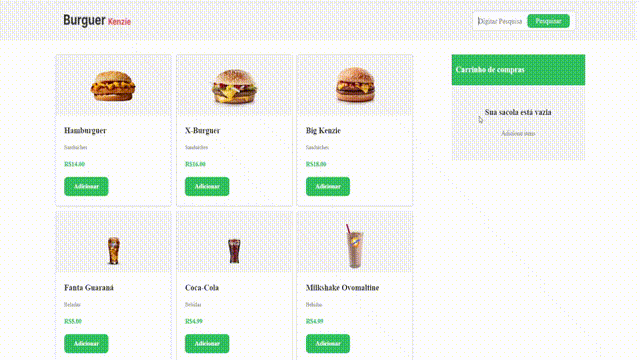 Burguer Kenzie
Digitar Pesquisa
Pesquisar
Carrinho de compras
Sua sacola está vazia
Adicionar itens
Hamburguer
Sanduíches
R$14.00
Adicionar
X-Burguer
Sanduíches
R$16.00
Adicionar
Big Kenzie
Sanduíches
R$18.00
Adicionar
Fanta Guaraná
Bebidas
R$5.00
Adicionar
Coca-Cola
Bebidas
R$4.99
Adicionar
Milkshake Ovomaltine
Bebidas
R$4.99
Adicionar